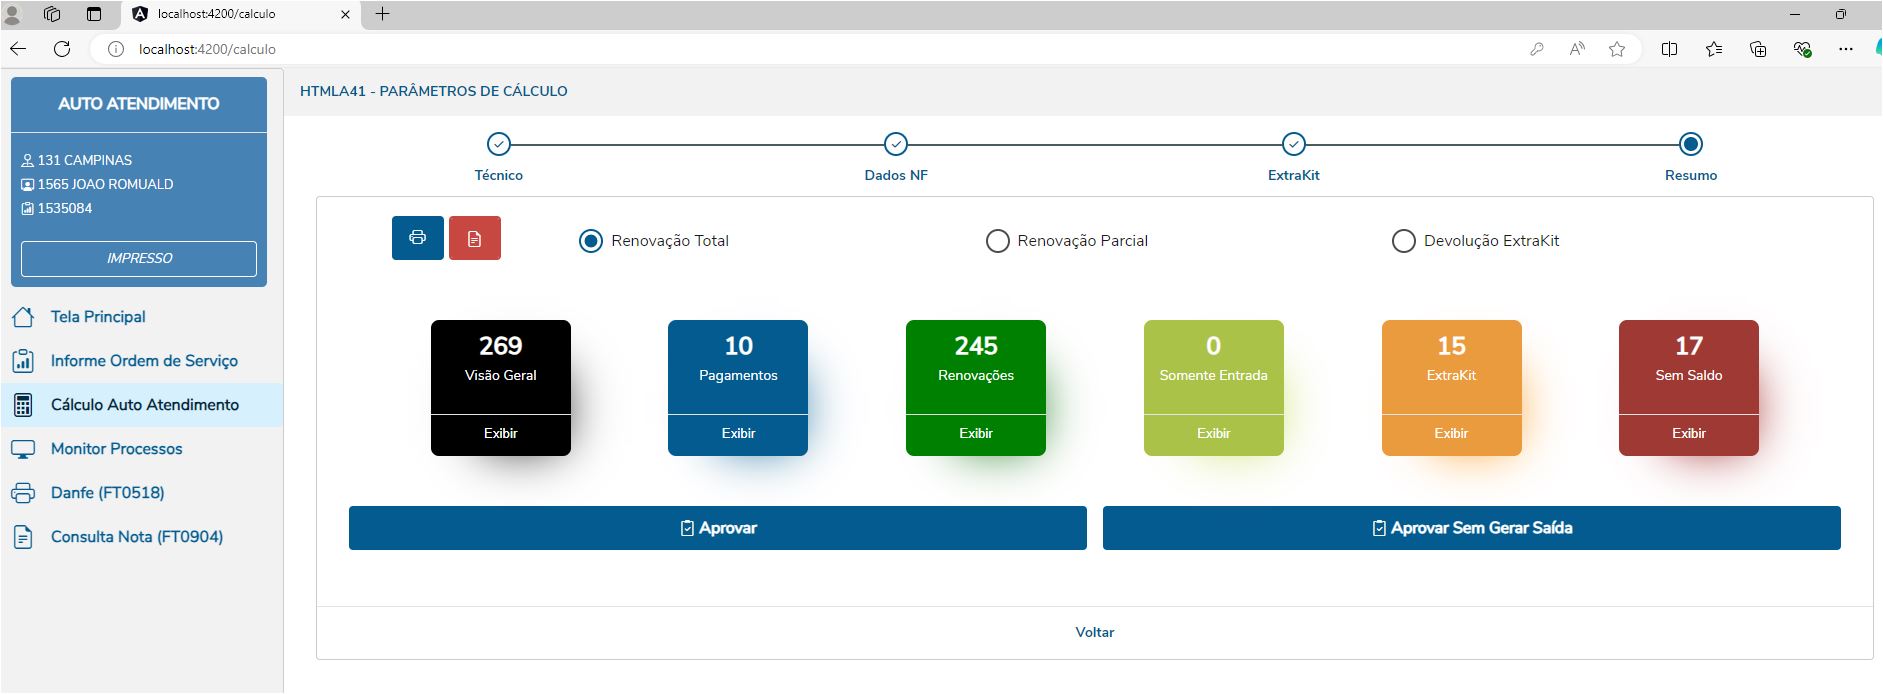 localhost:4200/calculo
localhost:4200/calculo
AUTO ATENDIMENTO
131 CAMPINAS
1565 JOAO ROMUALD
1535084
IMPRESSO
Tela Principal
Informe Ordem de Serviço
Cálculo Auto Atendimento
Monitor Processos
Danfe (FT0518)
Consulta Nota (FT0904)
HTMLA41 - PARÂMETROS DE CÁLCULO
Técnico
Dados NF
ExtraKit
Resumo
Renovação Total
Renovação Parcial
Devolução ExtraKit
269
Visão Geral
Exibir
10
Pagamentos
Exibir
245
Renovações
Exibir
0
Somente Entrada
Exibir
15
ExtraKit
Exibir
17
Sem Saldo
Exibir
Aprovar
Aprovar Sem Gerar Saída
Voltar